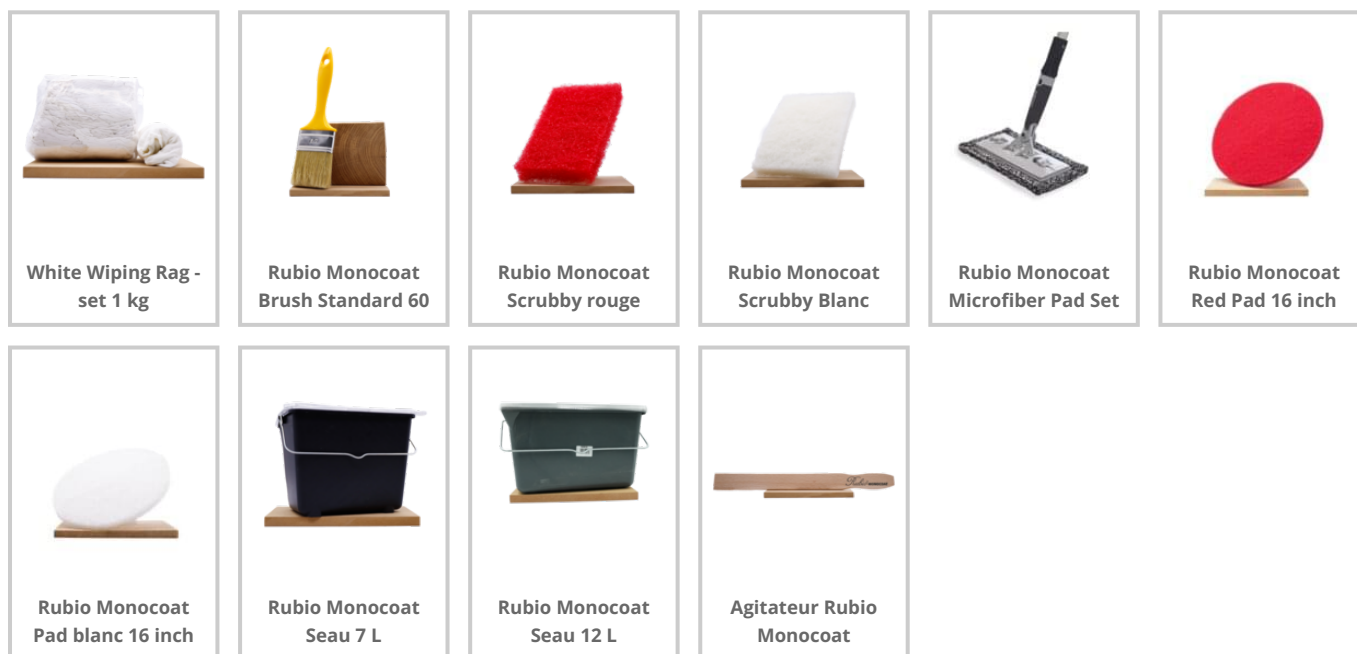 White Wiping Rag -
set 1 kg
Rubio Monocoat
Brush Standard 60
Rubio Monocoat
Scrubby rouge
Rubio Monocoat
Scrubby Blanc
Rubio Monocoat
Microfiber Pad Set
Rubio Monocoat
Red Pad 16 inch
Rubio Monocoat
Pad blanc 16 inch
Rubio Monocoat
Seau 7 L
Rubio Monocoat
Seau 12 L
Rubio MONOCOAT
Agitateur Rubio
Monocoat